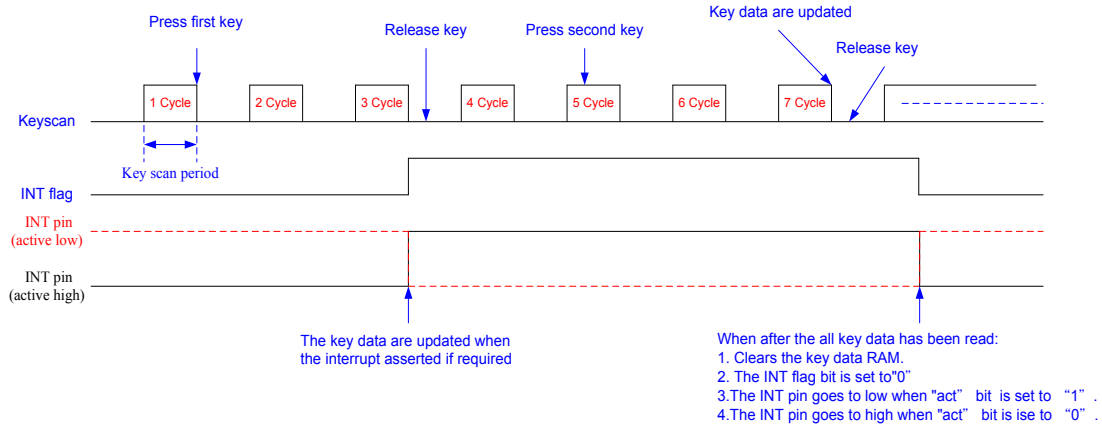 Key data are updated
Press first key
Release key
Press second key
Release key
1 Cycle
2 Cycle
3 Cycle
4 Cycle
5 Cycle
6 Cycle
7 Cycle
Keyscan
Key scan period
INT flag
INT pin
(active low)
INT pin
(active high)
The key data are updated when
the interrupt asserted if required
When after the all key data has been read:
1. Clears the key data RAM.
2. The INT flag bit is set to"0”
3.The INT pin goes to low when "act” bit is set to “1”.
4.The INT pin goes to high when "act” bit is ise to “0”.